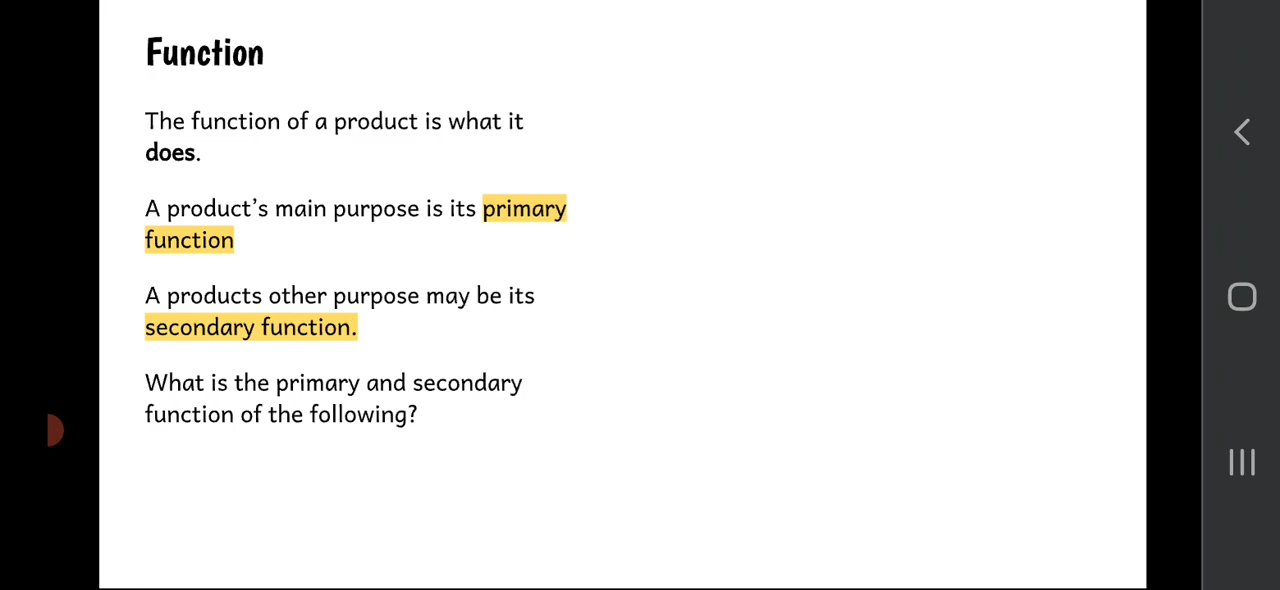 Function
The function of a product is what it
does.
A product's main purpose is its primary
function
A products other purpose may be its
secondary function.
What is the primary and secondary
function of the following?